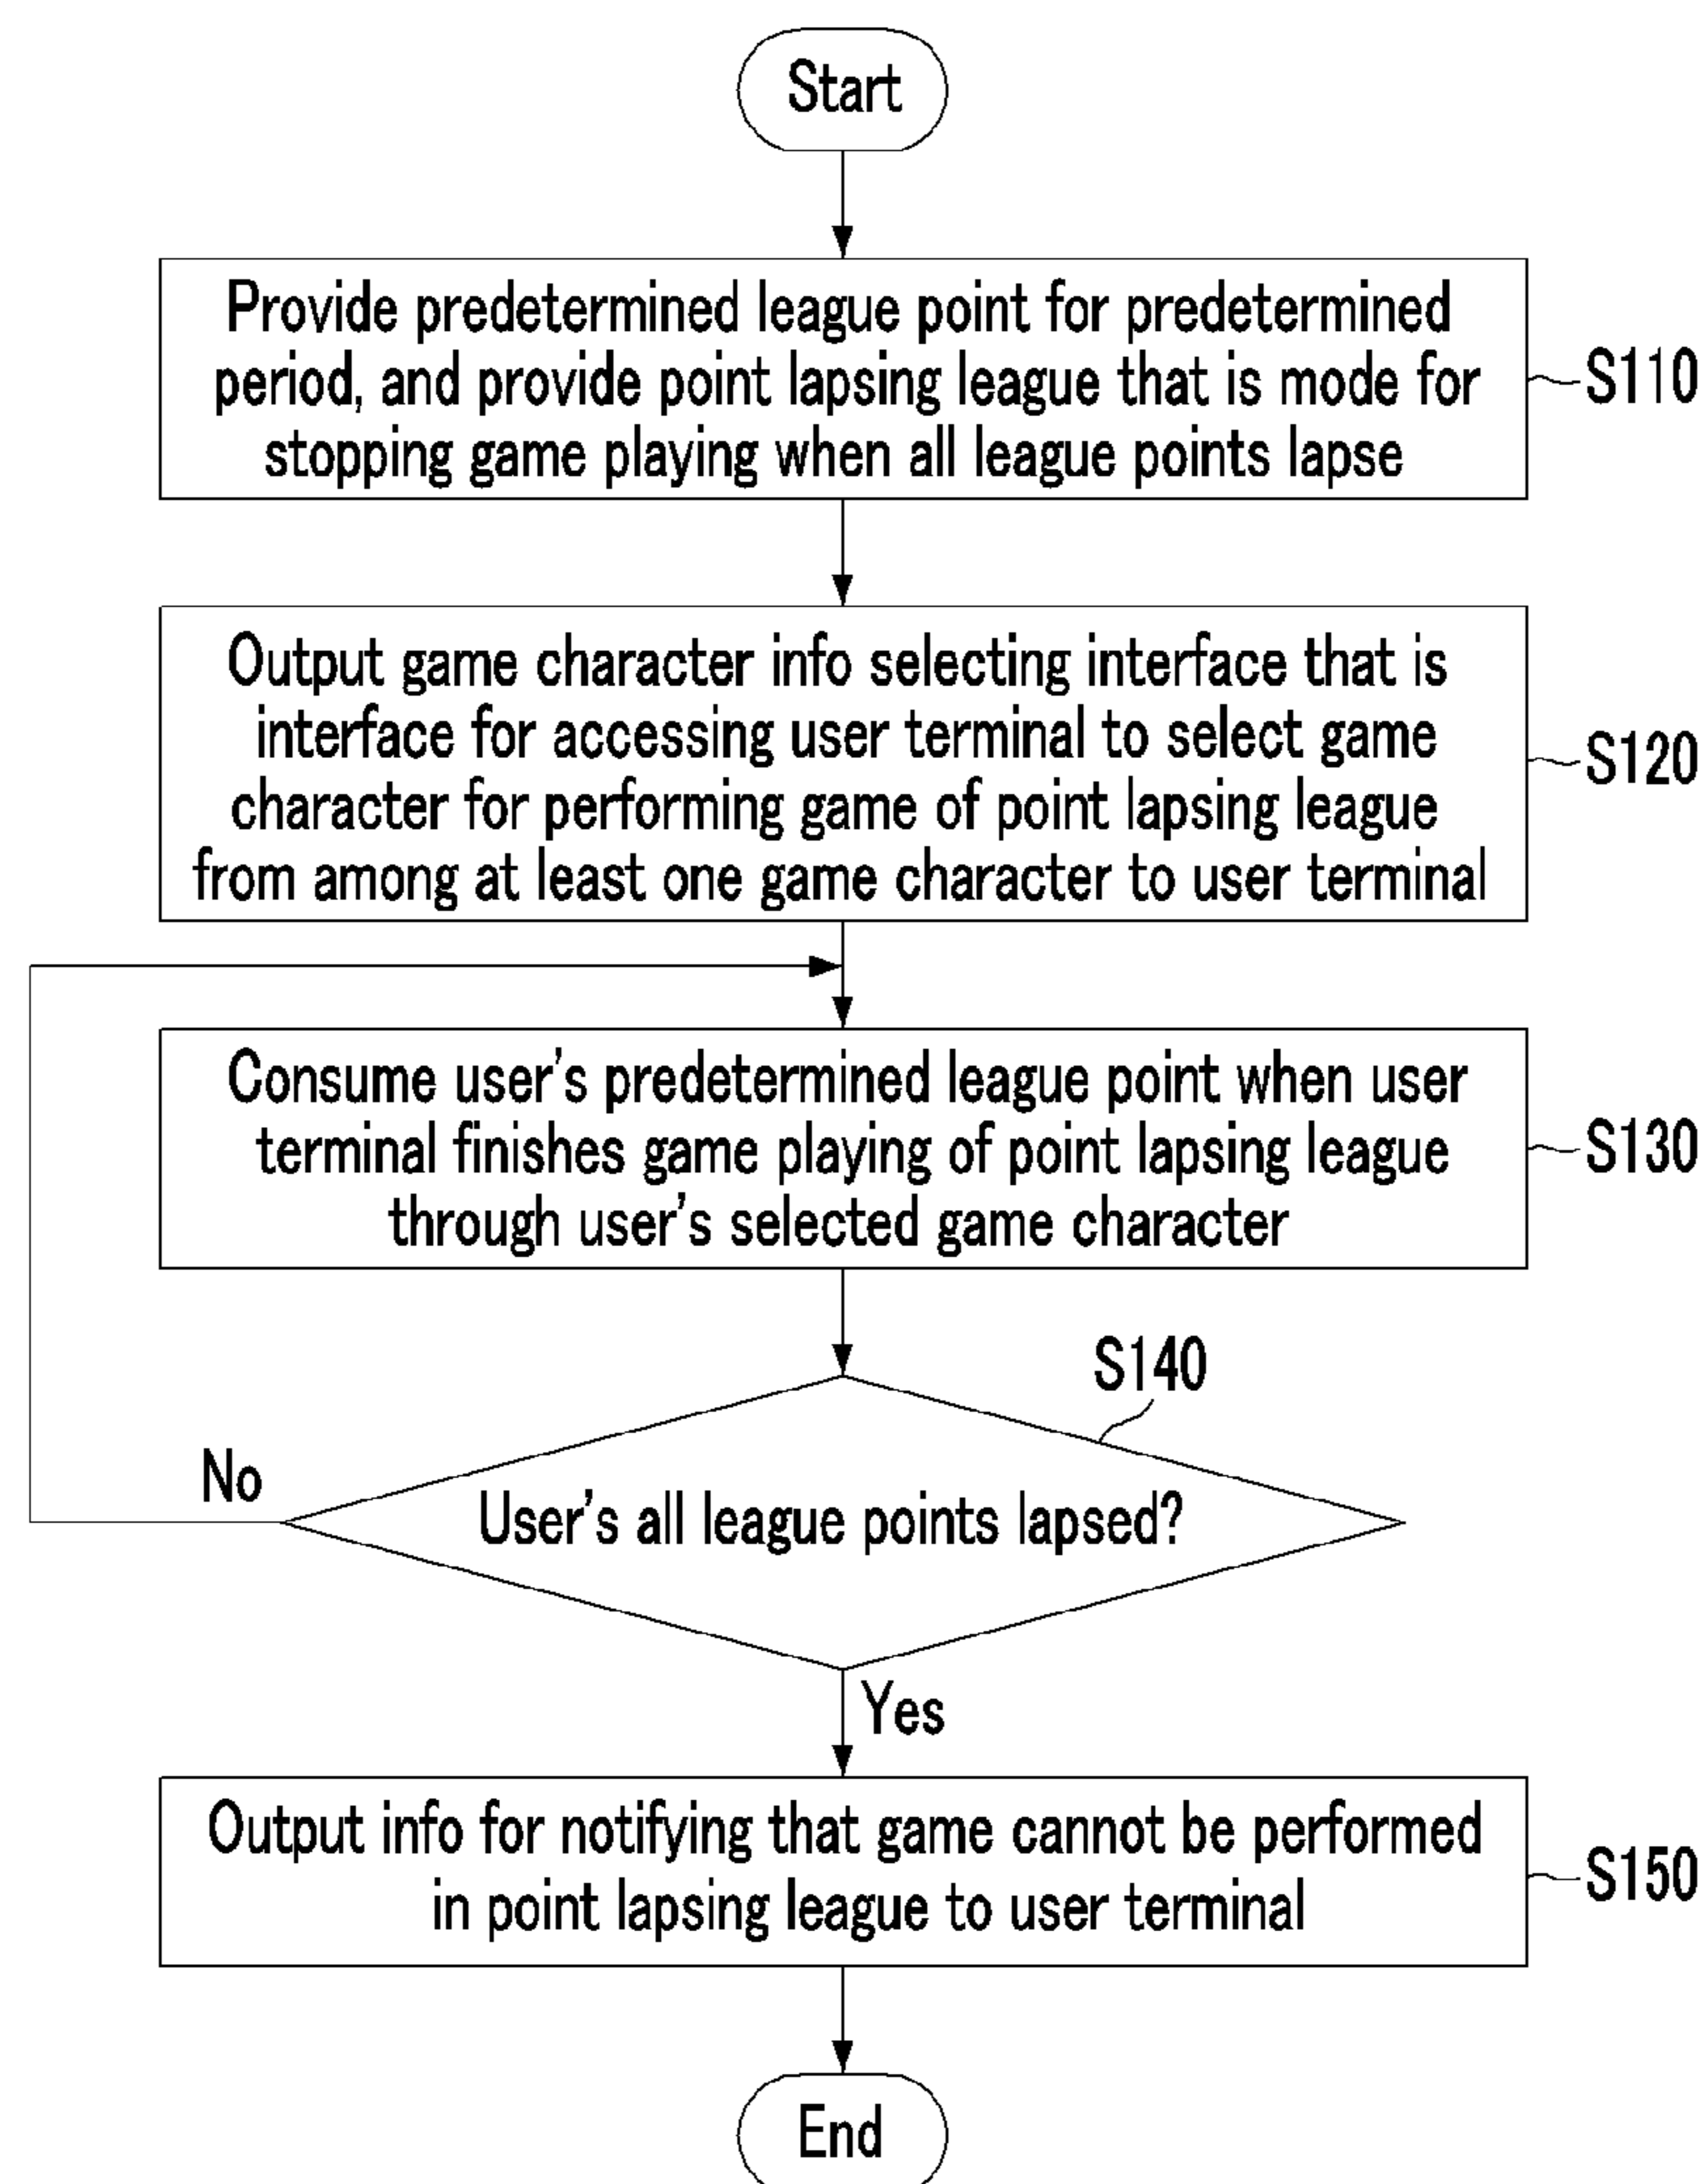 Start
Provide predetermined league point for predetermined
period, and provide point lapsing league that is mode for
stopping game playing when all league points lapse
S110
Output game character info selecting interface that is
interface for accessing user terminal to select game
character for performing game of point lapsing league
from among at least one game character to user terminal
S120
Consume user's predetermined league point when user
terminal finishes game playing of point lapsing league
through user's selected game character
S130
S140
User's all league points lapsed?
No
Yes
Output info for notifying that game cannot be performed
in point lapsing league to user terminal
S150
End